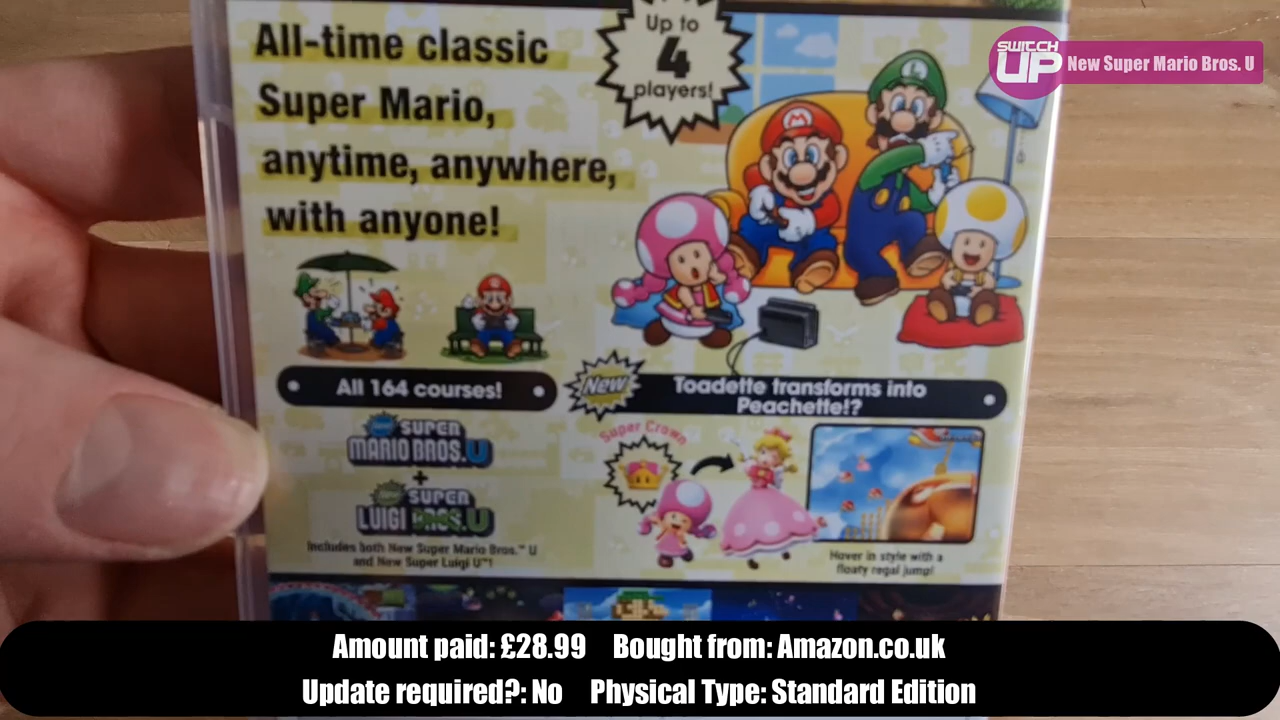 All-time classic
Super Mario,
anytime, anywhere,
with anyone!
Up to
4
players!
L
M
SWITCH
UP
New Super Mario Bros. U
All 164 courses!
New
Toadette transforms into
Peachette!?
New SUPER
MARIO BROS. U
+
New SUPER
LUIGI BROS. U
Includes both New Super Mario Bros.™ U
and New Super Luigi U™!
Super Crown
Hover in style with a
floaty regal jump!
Amount paid: £28.99 Bought from: Amazon.co.uk
Update required?: No Physical Type: Standard Edition